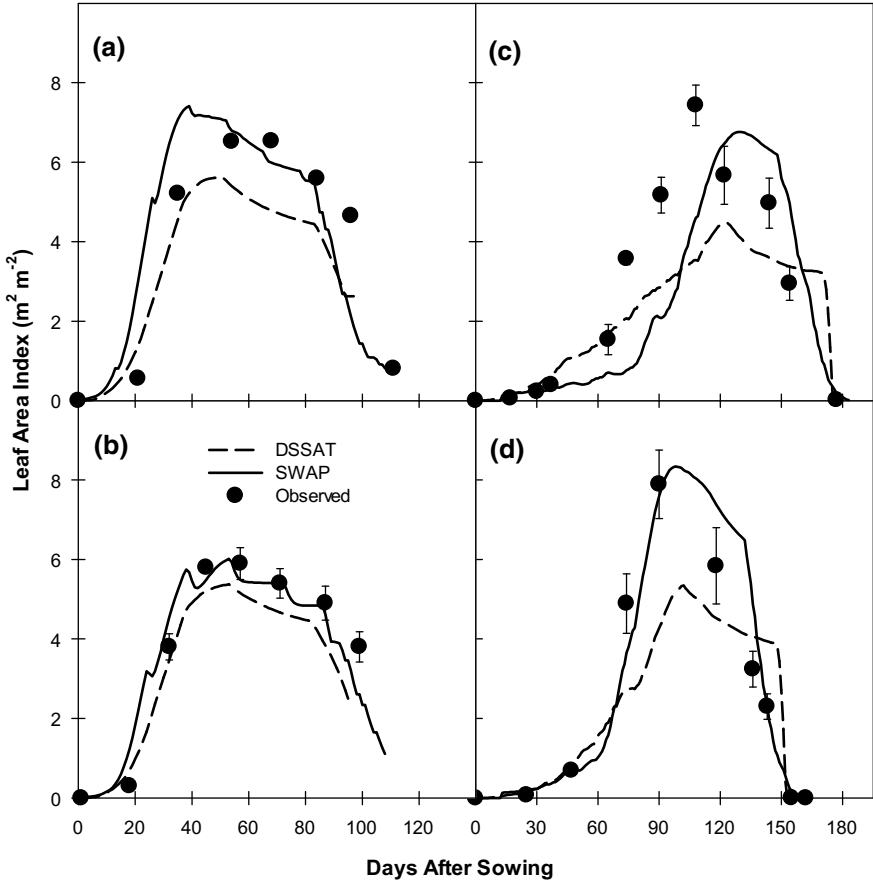 (a)
(c)
8
6
4
2
0
Leaf Area Index (m² m⁻²)
(b)
DSSAT
SWAP
Observed
(d)
8
6
4
2
0
0 20 40 60 80 100 120
0 30 60 90 120 150 180
Days After Sowing